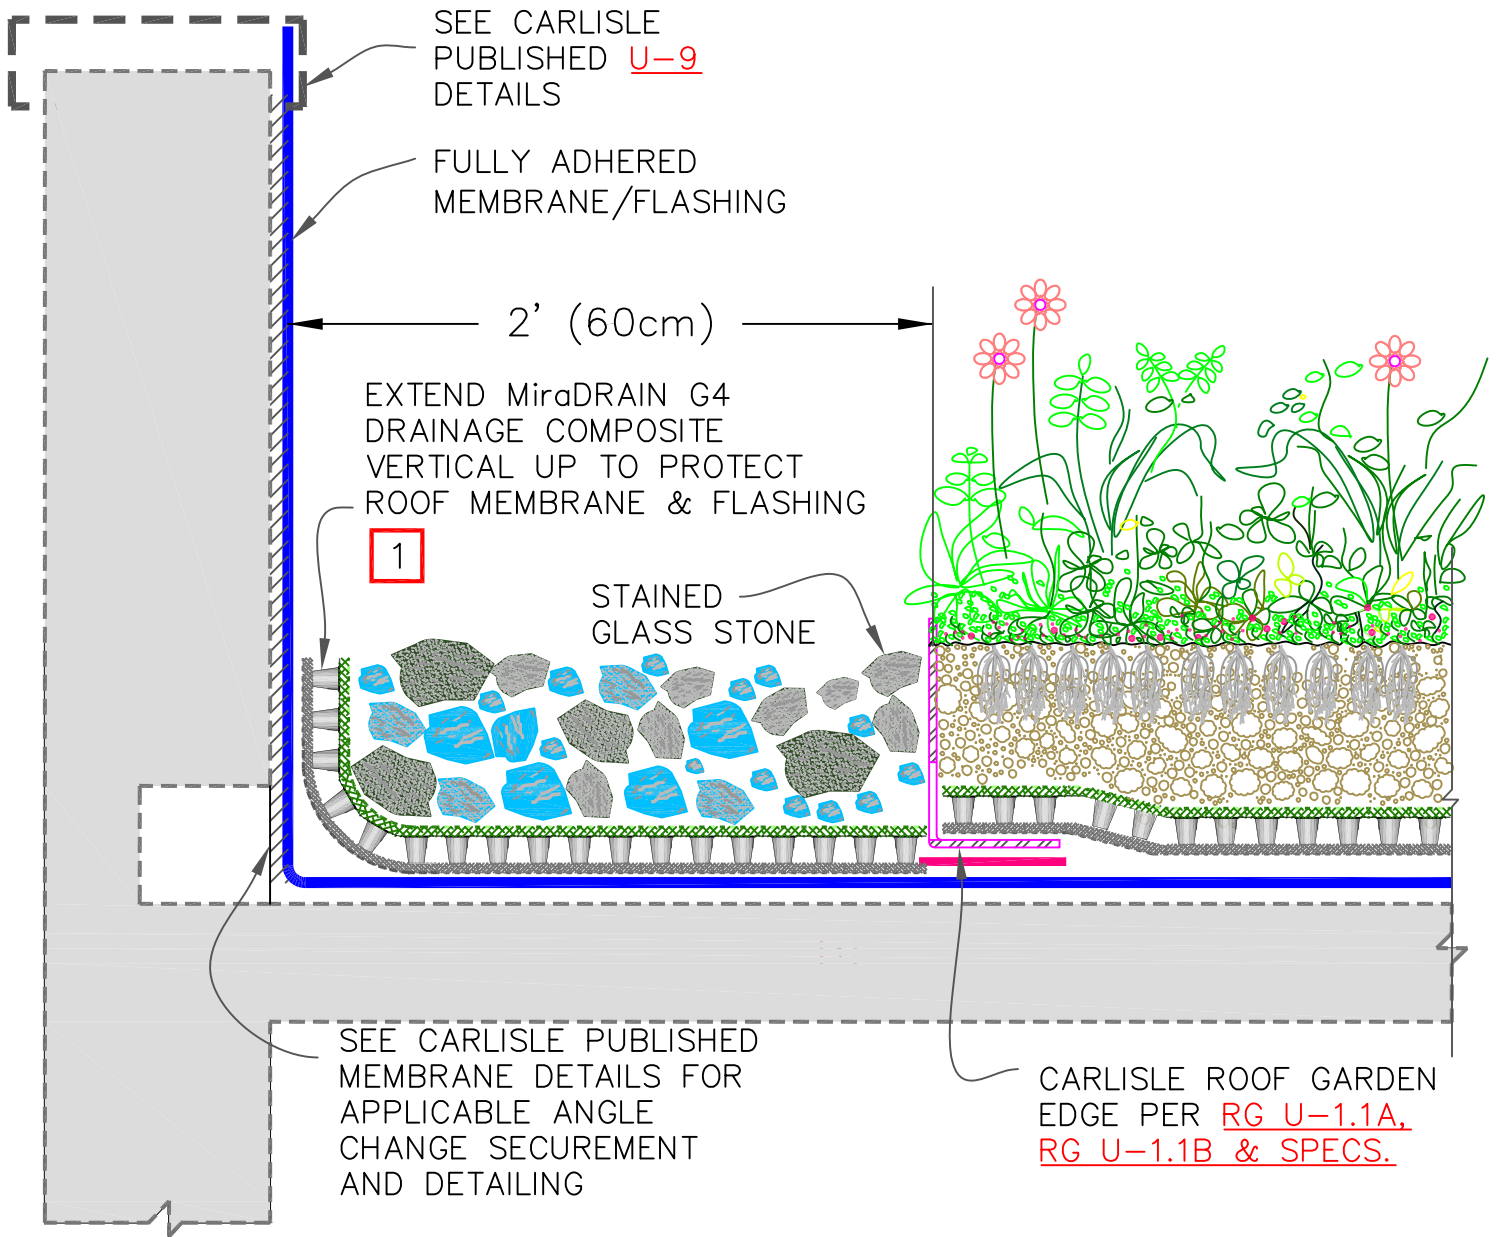 SEE CARLISLE
PUBLISHED U-9
DETAILS
FULLY ADHERED
MEMBRANE/FLASHING
2' (60cm)
EXTEND MiraDRAIN G4
DRAINAGE COMPOSITE
VERTICAL UP TO PROTECT
ROOF MEMBRANE & FLASHING
1
STAINED
GLASS STONE
SEE CARLISLE PUBLISHED
MEMBRANE DETAILS FOR
APPLICABLE ANGLE
CHANGE SECUREMENT
AND DETAILING
CARLISLE ROOF GARDEN
EDGE PER RG U-1.1A,
RG U-1.1B & SPECS.